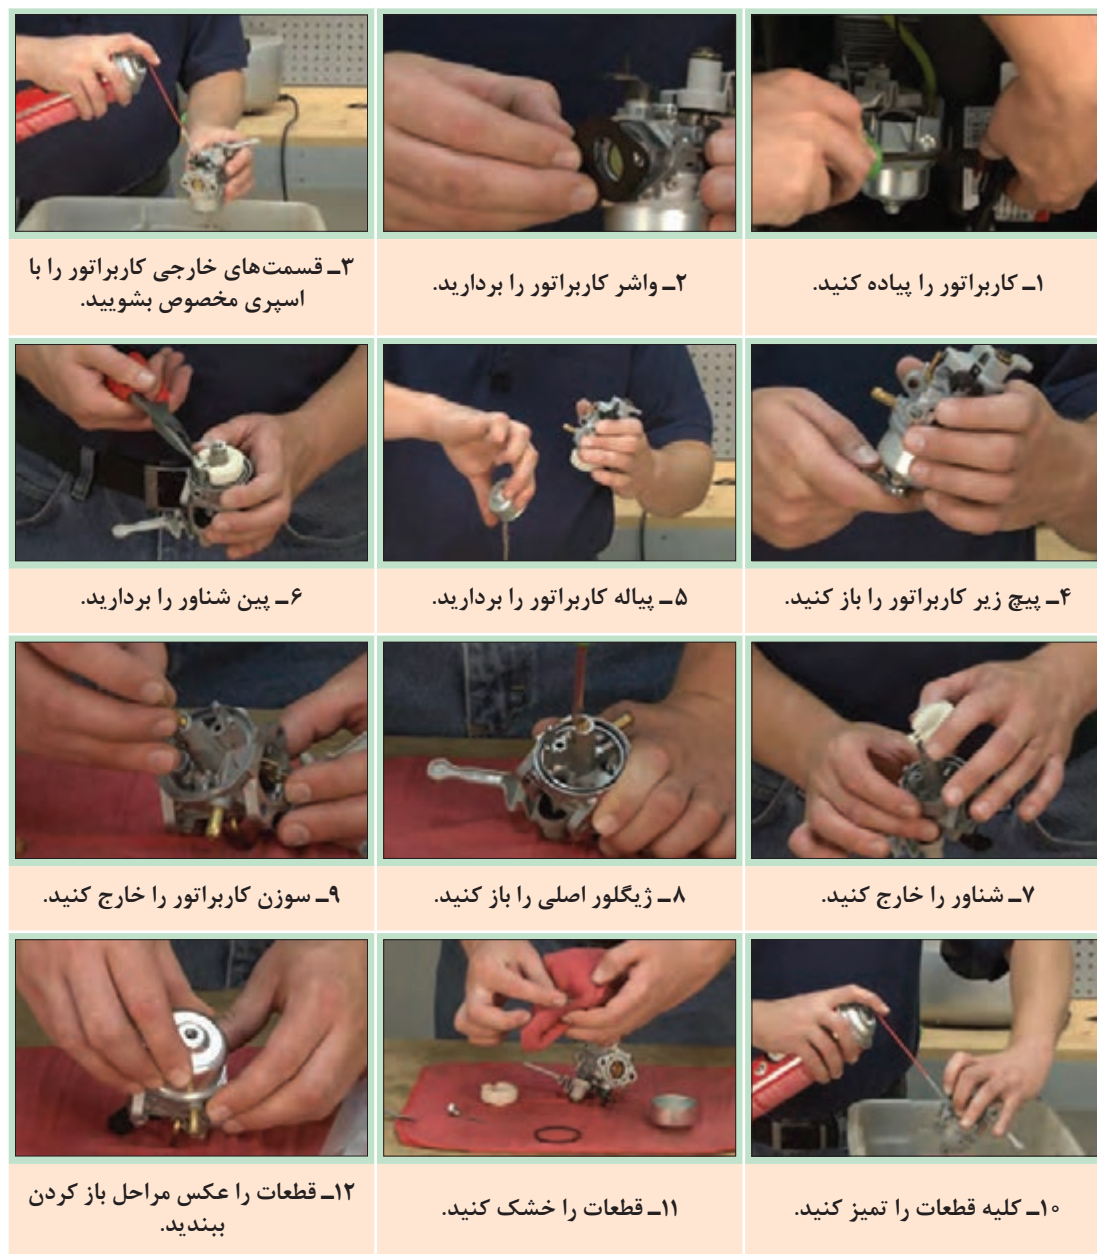 ۱ـ کاربراتور را پیاده کنید.
۲ـ واشر کاربراتور را بردارید.
۳ـ قسمت‌های خارجی کاربراتور را با
اسپری مخصوص بشویید.
۴ـ پیچ زیر کاربراتور را باز کنید.
۵ـ پیاله کاربراتور را بردارید.
۶ـ پین شناور را بردارید.
۷ـ شناور را خارج کنید.
۸ـ ژیگلور اصلی را باز کنید.
۹ـ سوزن کاربراتور را خارج کنید.
۱۰ـ کلیه قطعات را تمیز کنید.
۱۱ـ قطعات را خشک کنید.
۱۲ـ قطعات را عکس مراحل باز کردن
ببندید.